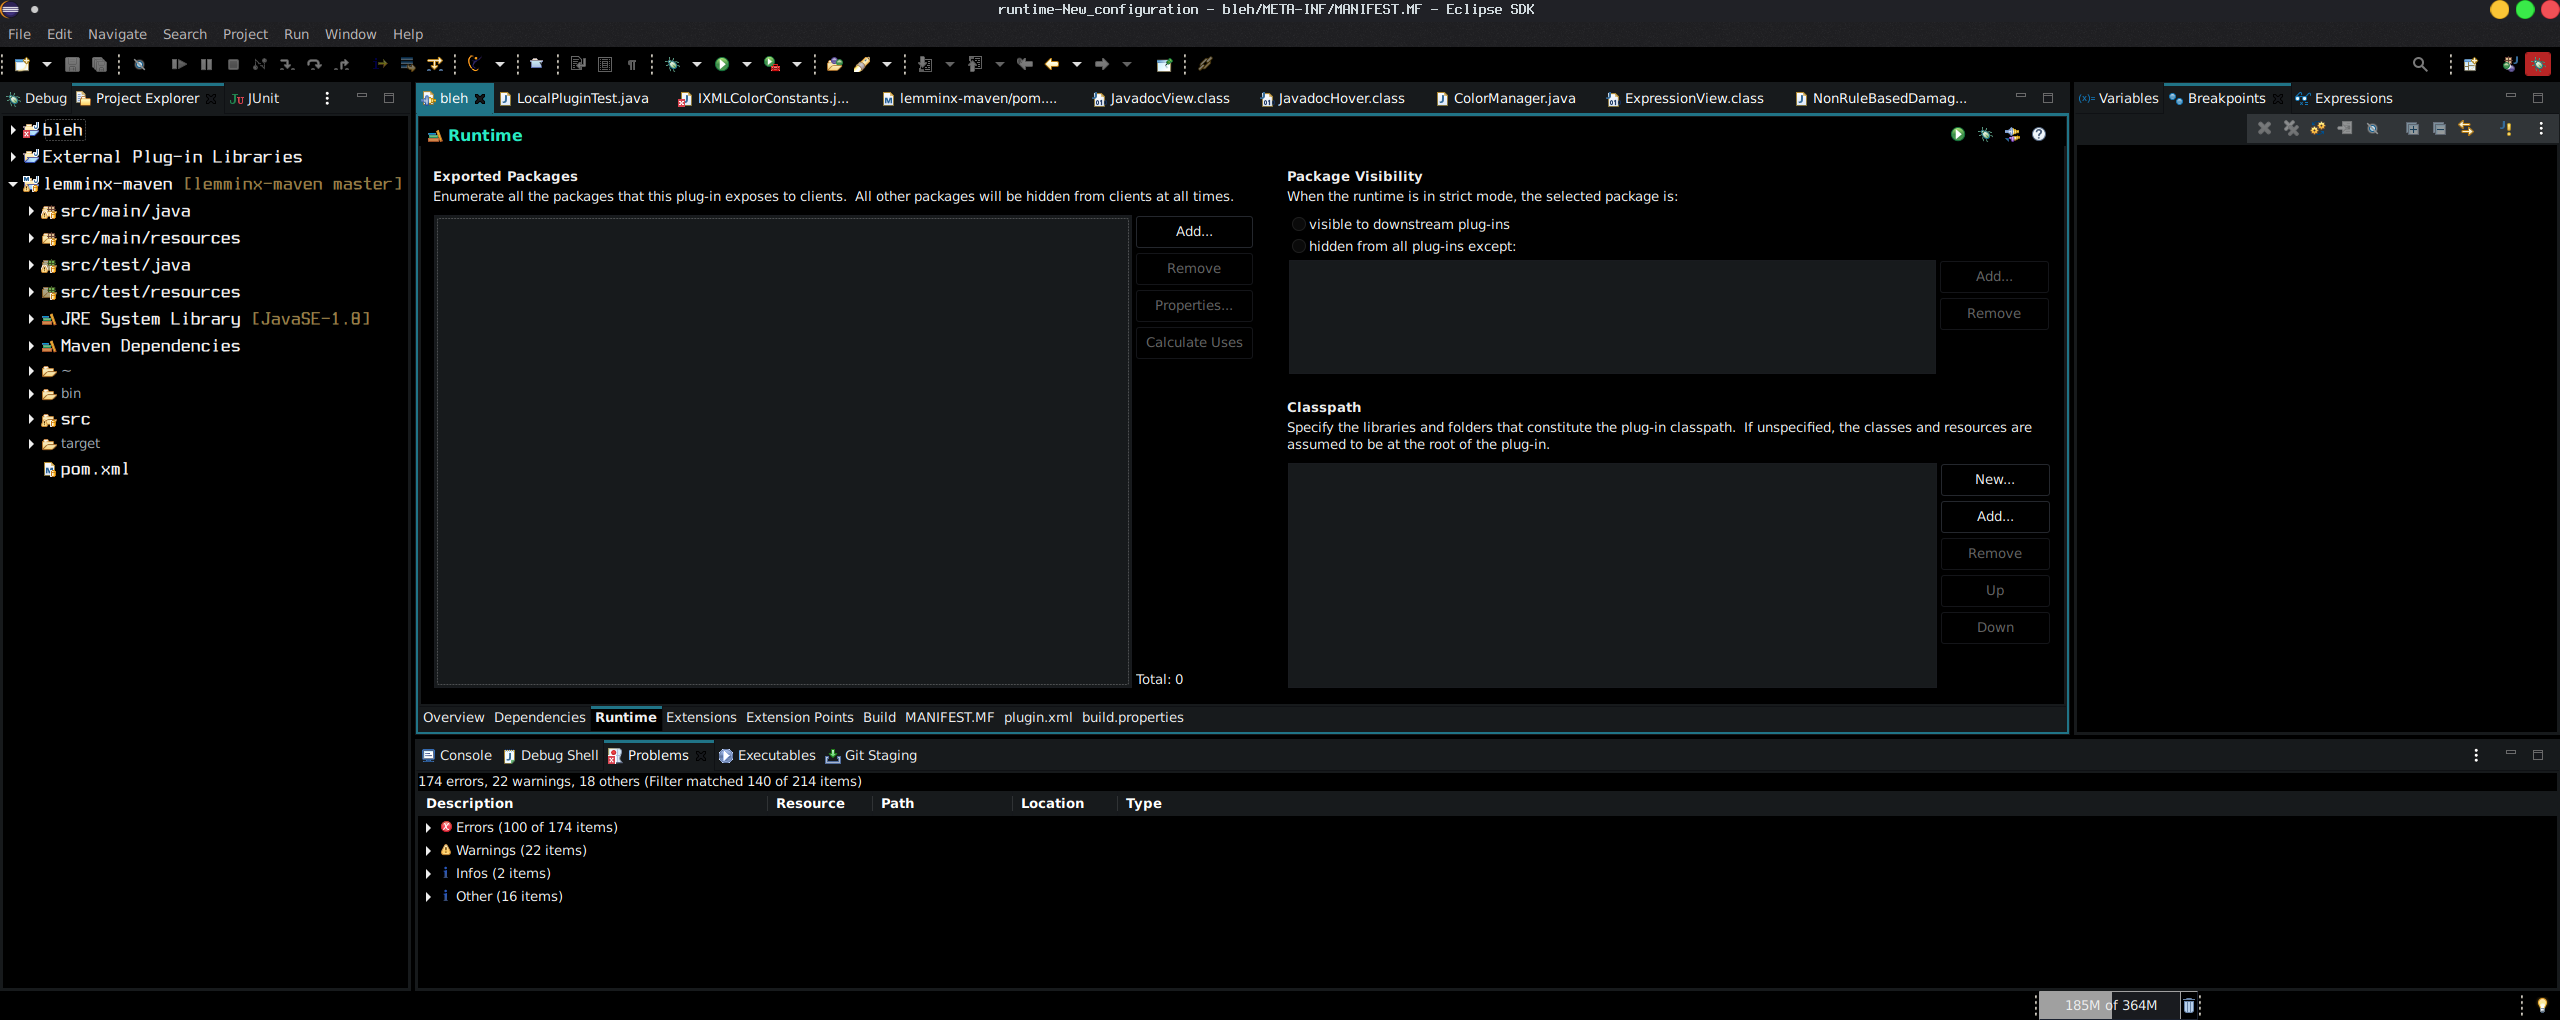 runtime-New_configuration - bleh/META-INF/MANIFEST.MF - Eclipse SDK
File Edit Navigate Search Project Run Window Help
Debug Project Explorer JUnit
bleh
External Plug-in Libraries
lemminx-maven [lemminx-maven master]
src/main/java
src/main/resources
src/test/java
src/test/resources
JRE System Library [JavaSE-1.8]
Maven Dependencies
~
bin
src
target
pom.xml
bleh LocalPluginTest.java IXMLColorConstants.j... lemminx-maven/pom.... JavadocView.class JavadocHover.class ColorManager.java ExpressionView.class NonRuleBasedDamag...
Runtime
Exported Packages
Enumerate all the packages that this plug-in exposes to clients. All other packages will be hidden from clients at all times.
Add...
Remove
Properties...
Calculate Uses
Total: 0
Package Visibility
When the runtime is in strict mode, the selected package is:
visible to downstream plug-ins
hidden from all plug-ins except:
Add...
Remove
Classpath
Specify the libraries and folders that constitute the plug-in classpath. If unspecified, the classes and resources are
assumed to be at the root of the plug-in.
New...
Add...
Remove
Up
Down
Overview Dependencies Runtime Extensions Extension Points Build MANIFEST.MF plugin.xml build.properties
Variables Breakpoints Expressions
Console Debug Shell Problems Executables Git Staging
174 errors, 22 warnings, 18 others (Filter matched 140 of 214 items)
Description Resource Path Location Type
Errors (100 of 174 items)
Warnings (22 items)
Infos (2 items)
Other (16 items)
185M of 364M